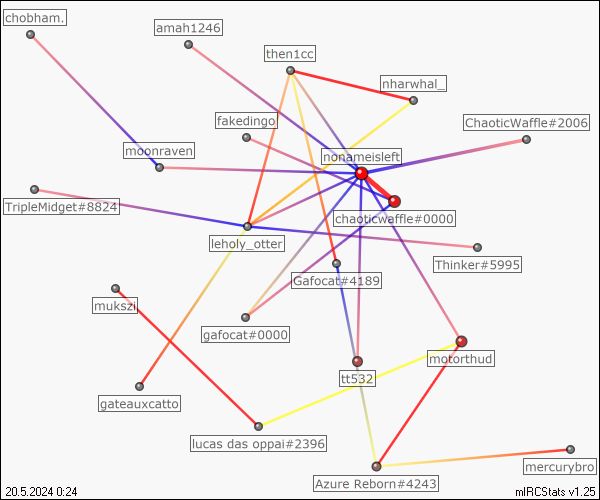 chobham.
amah1246
then1cc
nharwhal_
fakedingo
ChaoticWaffle#2006
moonraven
nonameisleft
TripleMidget#8824
chaoticwaffle#0000
leholy_otter
Thinker#5995
Gafocat#4189
mukszi
gafocat#0000
motorthud
tt532
gateauxcatto
lucas das oppai#2396
mercurybro
Azure Reborn#4243
20.5.2024 0:24
mIRCStats v1.25